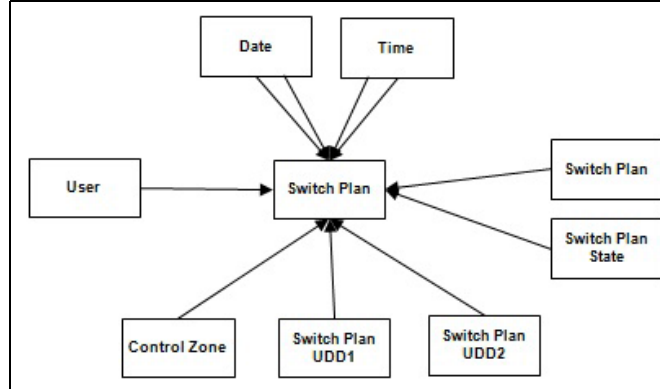 Date
Time
User
Switch Plan
Switch Plan
Switch Plan
State
Control Zone
Switch Plan
UDD1
Switch Plan
UDD2